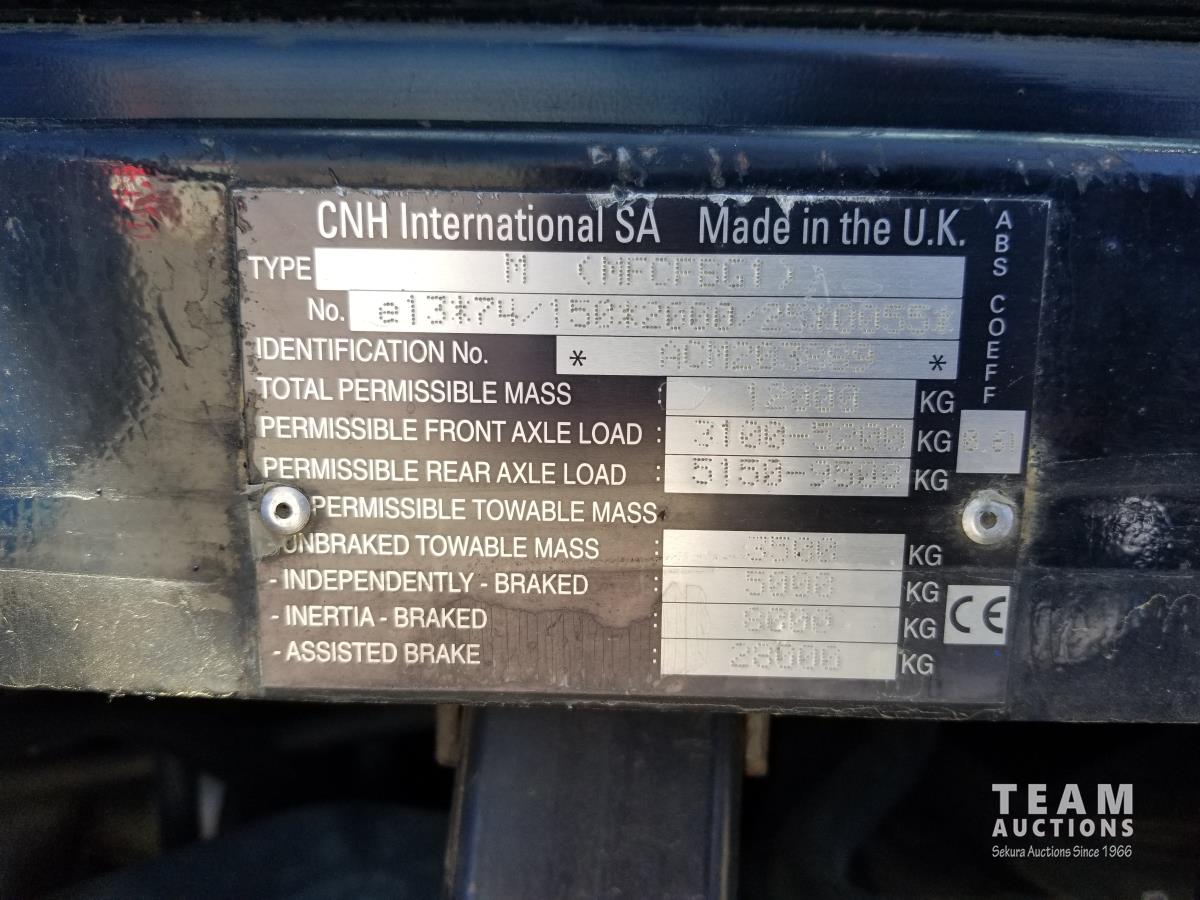 CNH International SA Made in the U.K.
TYPE M (MFCFBG1)
No. e13*74/150*2000/25*0055*
IDENTIFICATION No. * *
TOTAL PERMISSIBLE MASS : 12000 KG
PERMISSIBLE FRONT AXLE LOAD : 3100-5200 KG
PERMISSIBLE REAR AXLE LOAD : 5150-9500 KG
PERMISSIBLE TOWABLE MASS
UNBRAKED TOWABLE MASS : 3500 KG
- INDEPENDENTLY - BRAKED : 5000 KG
- INERTIA - BRAKED : 8000 KG
- ASSISTED BRAKE : 23000 KG
ABS COEFF
CE
TEAM
AUCTIONS
Sekura Auctions Since 1966